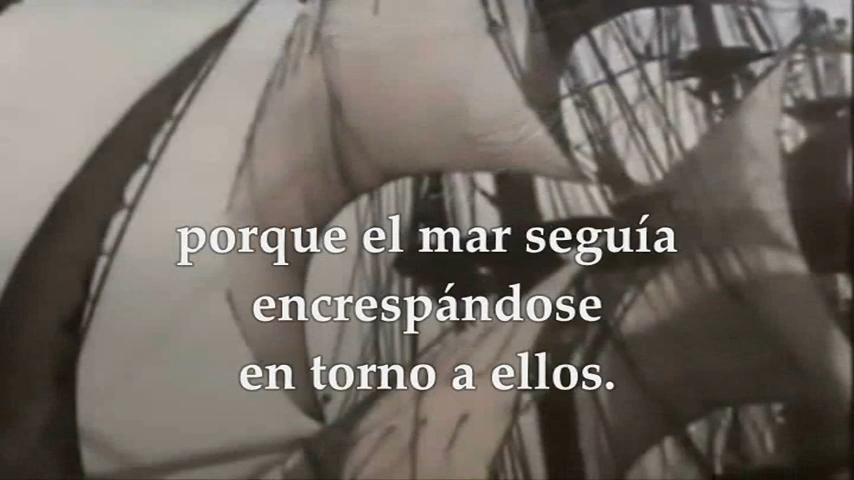 porque el mar seguía
encrespándose
en torno a ellos.